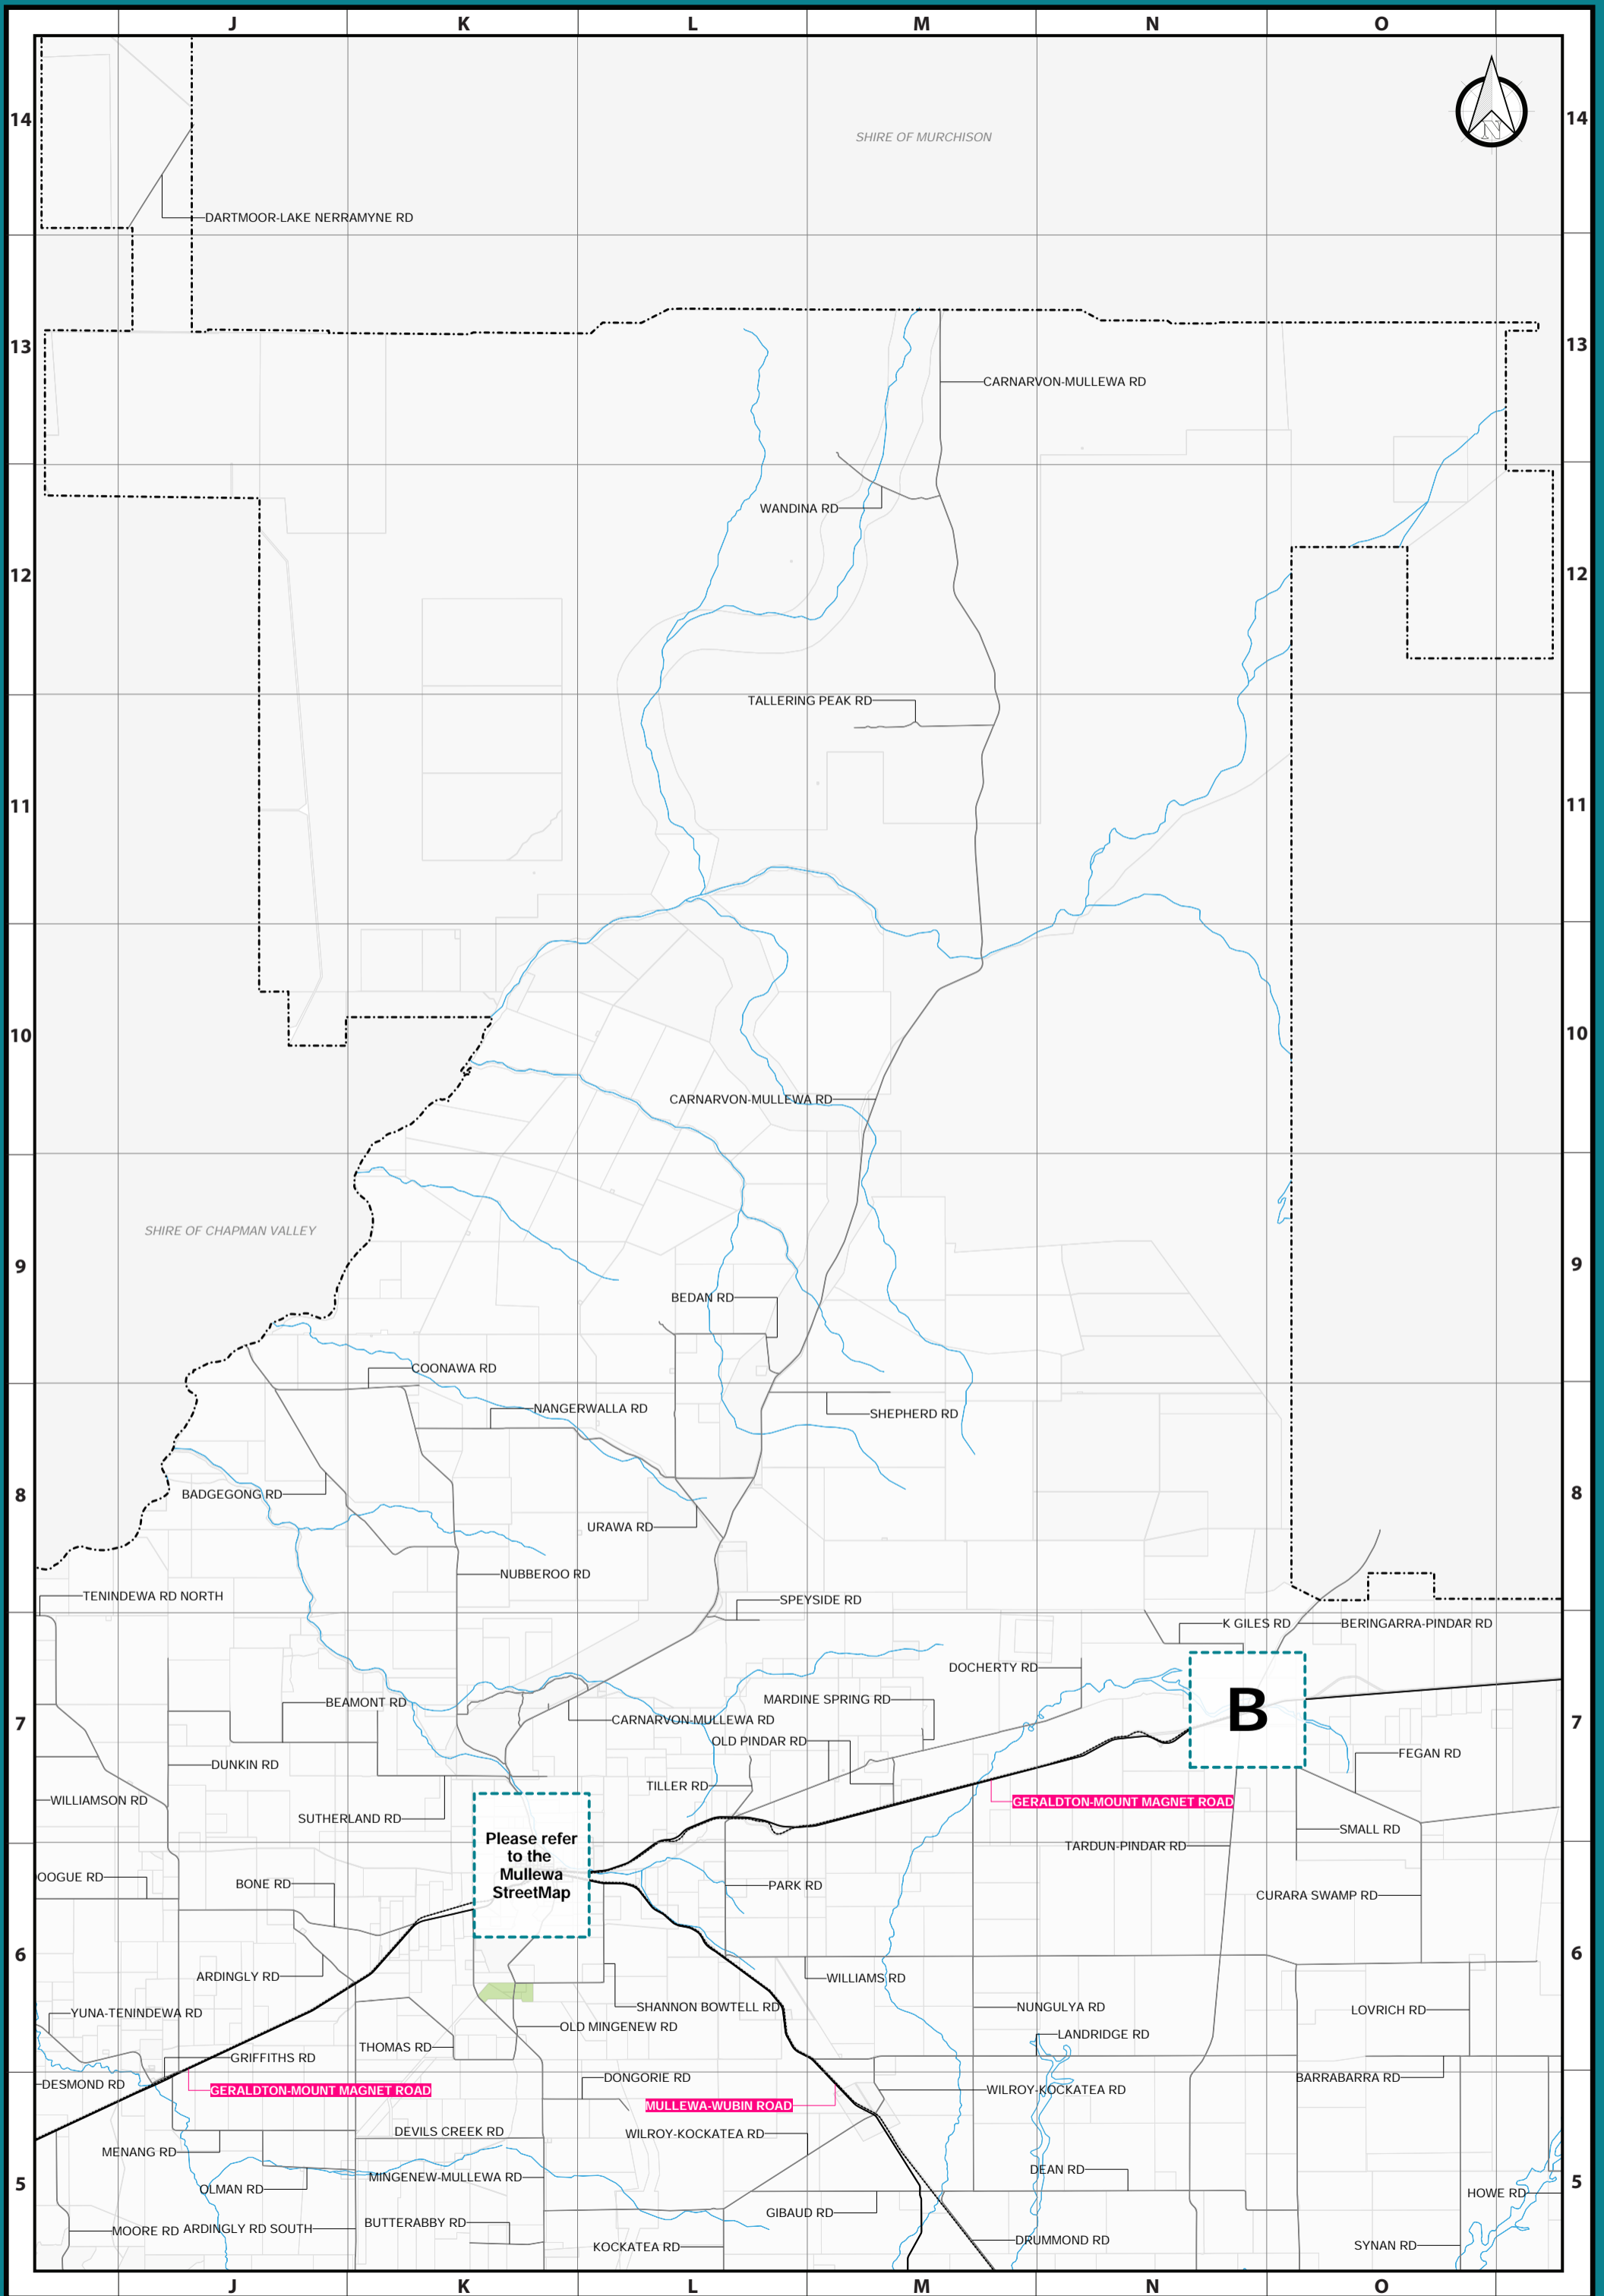 J K L M N O
14 14
SHIRE OF MURCHISON
N
DARTMOOR-LAKE NERRAMYNE RD
13 13
CARNARVON-MULLEWA RD
WANDINA RD
12 12
TALLERING PEAK RD
11 11
10 10
CARNARVON-MULLEWA RD
SHIRE OF CHAPMAN VALLEY
9 9
BEDAN RD
COONAWA RD
NANGERWALLA RD
SHEPHERD RD
8 8
BADGEGONG RD
URAWA RD
NUBBEROO RD
TENINDEWA RD NORTH
SPEYSIDE RD
K GILES RD
BERINGARRA-PINDAR RD
DOCHERTY RD
BEAMONT RD
MARDINE SPRING RD
B
7 7
CARNARVON-MULLEWA RD
OLD PINDAR RD
FEGAN RD
DUNKIN RD
TILLER RD
WILLIAMSON RD
GERALDTON-MOUNT MAGNET ROAD
SUTHERLAND RD
SMALL RD
Please refer
to the
Mullewa
StreetMap
TARDUN-PINDAR RD
OOGUE RD
BONE RD
PARK RD
CURARA SWAMP RD
6 6
ARDINGLY RD
WILLIAMS RD
SHANNON BOWTELL RD
NUNGULYA RD
LOVRICH RD
YUNA-TENINDEWA RD
OLD MINGENEW RD
LANDRIDGE RD
THOMAS RD
GRIFFITHS RD
DONGORIE RD
BARRABARRA RD
DESMOND RD
GERALDTON-MOUNT MAGNET ROAD
WILROY-KOCKATEA RD
MULLEWA-WUBIN ROAD
DEVILS CREEK RD
WILROY-KOCKATEA RD
MENANG RD
DEAN RD
MINGENEW-MULLEWA RD
5 5
OLMAN RD
HOWE RD
GIBAUD RD
BUTTERABBY RD
MOORE RD
ARDINGLY RD SOUTH
DRUMMOND RD
SYNAN RD
KOCKATEA RD
J K L M N O